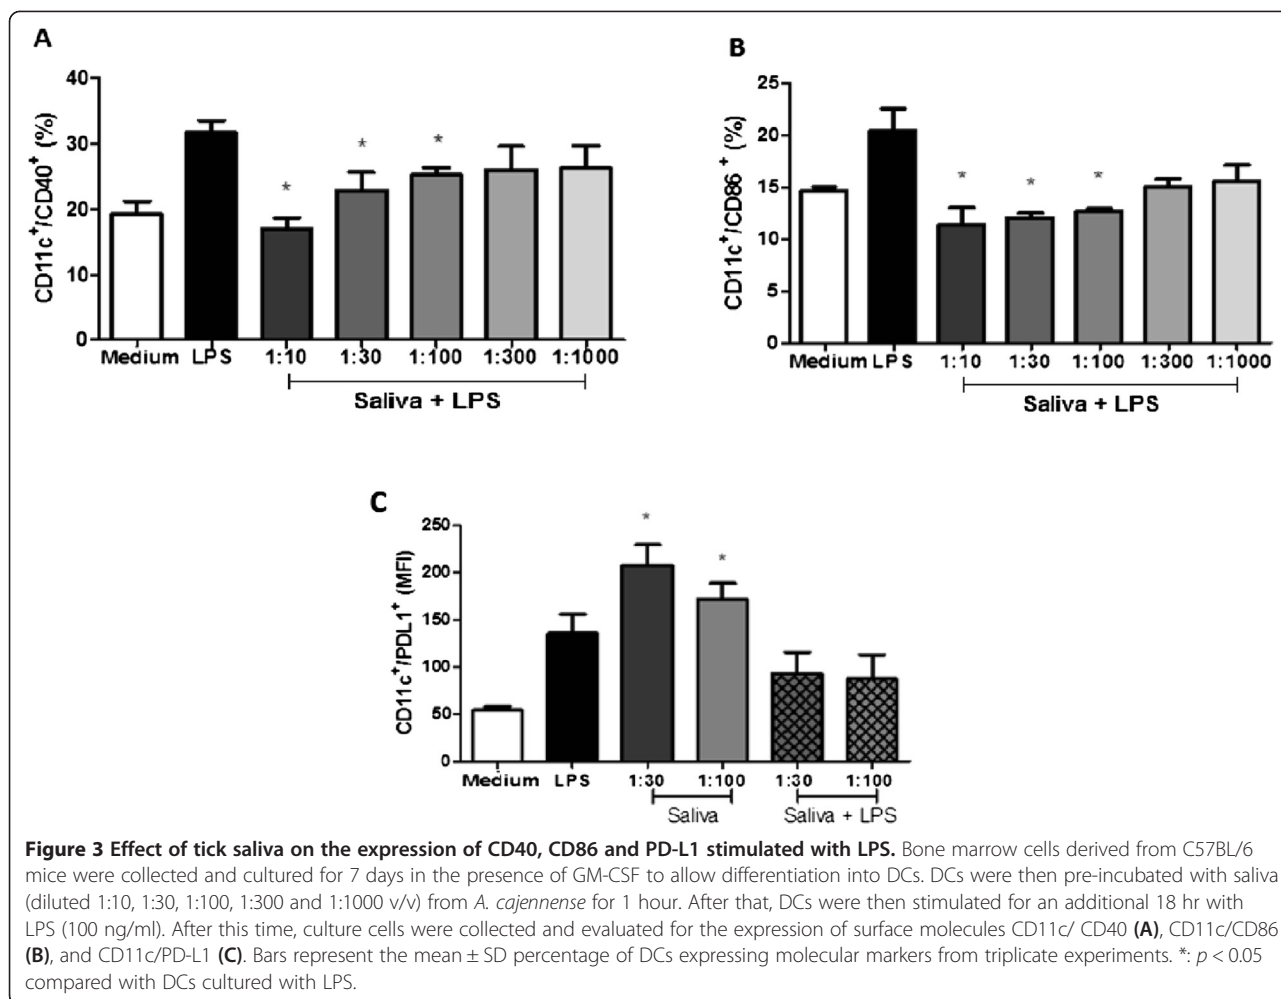 A
CD11c⁺/CD40⁺ (%)
40
30
20
10
0
*
*
*
Medium LPS 1:10 1:30 1:100 1:300 1:1000
Saliva + LPS
B
CD11c⁺/CD86⁺ (%)
25
20
15
10
5
0
*
*
*
Medium LPS 1:10 1:30 1:100 1:300 1:1000
Saliva + LPS
C
CD11c⁺/PDL1⁺ (MFI)
250
200
150
100
50
0
*
*
Medium LPS 1:30 1:100 1:30 1:100
Saliva Saliva + LPS
Figure 3 Effect of tick saliva on the expression of CD40, CD86 and PD-L1 stimulated with LPS. Bone marrow cells derived from C57BL/6
mice were collected and cultured for 7 days in the presence of GM-CSF to allow differentiation into DCs. DCs were then pre-incubated with saliva
(diluted 1:10, 1:30, 1:100, 1:300 and 1:1000 v/v) from A. cajennense for 1 hour. After that, DCs were then stimulated for an additional 18 hr with
LPS (100 ng/ml). After this time, culture cells were collected and evaluated for the expression of surface molecules CD11c/ CD40 (A), CD11c/CD86
(B), and CD11c/PD-L1 (C). Bars represent the mean ± SD percentage of DCs expressing molecular markers from triplicate experiments. *: p < 0.05
compared with DCs cultured with LPS.